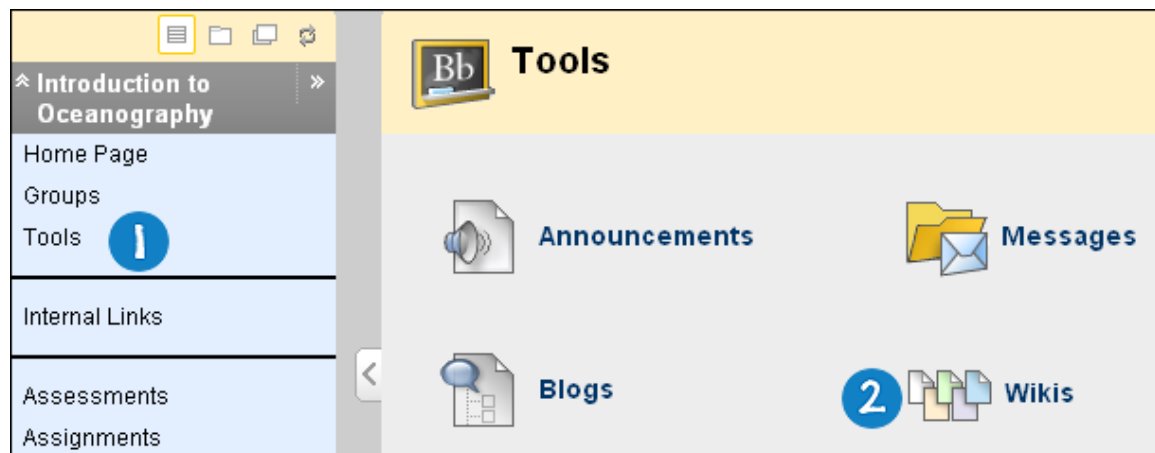 Introduction to
Oceanography
Home Page
Groups
Tools
1
Internal Links
Assessments
Assignments
Bb
Tools
Announcements
Messages
Blogs
2
Wikis